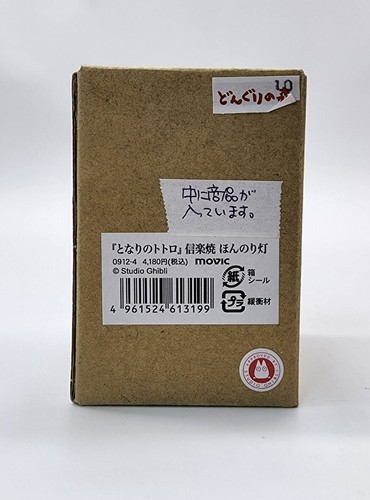 どんぐりの
中に商品が
入っています。
『となりのトトロ』 信楽焼 ほんのり灯
0912-4 4,180円(税込) movic
© Studio Ghibli
紙 箱
シール
プラ 緩衝材
4 961524 613199